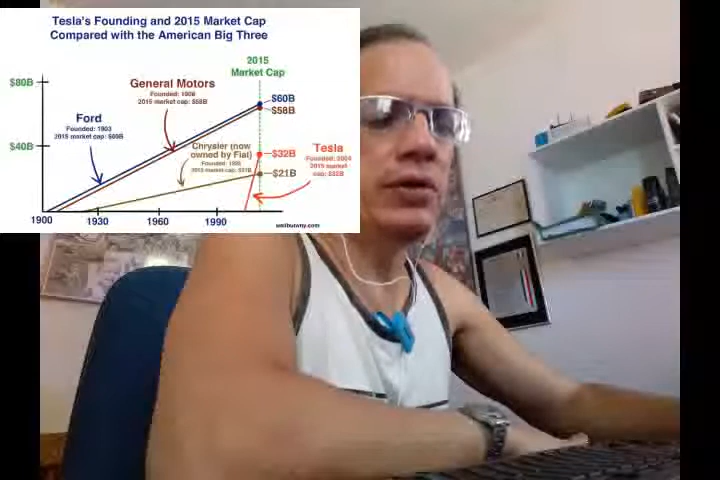 Tesla's Founding and 2015 Market Cap
Compared with the American Big Three
2015
Market Cap
$80B
General Motors
Founded: 1908
2015 market cap: $58B
$60B
$58B
Ford
Founded: 1903
2015 market cap: $60B
$40B
Chrysler (now
owned by Fiat)
Founded: 1925
2015 market cap: $21B
$32B
Tesla
Founded: 2004
2015 market
cap: $32B
$21B
1900
1930
1960
1990
waitbutwhy.com